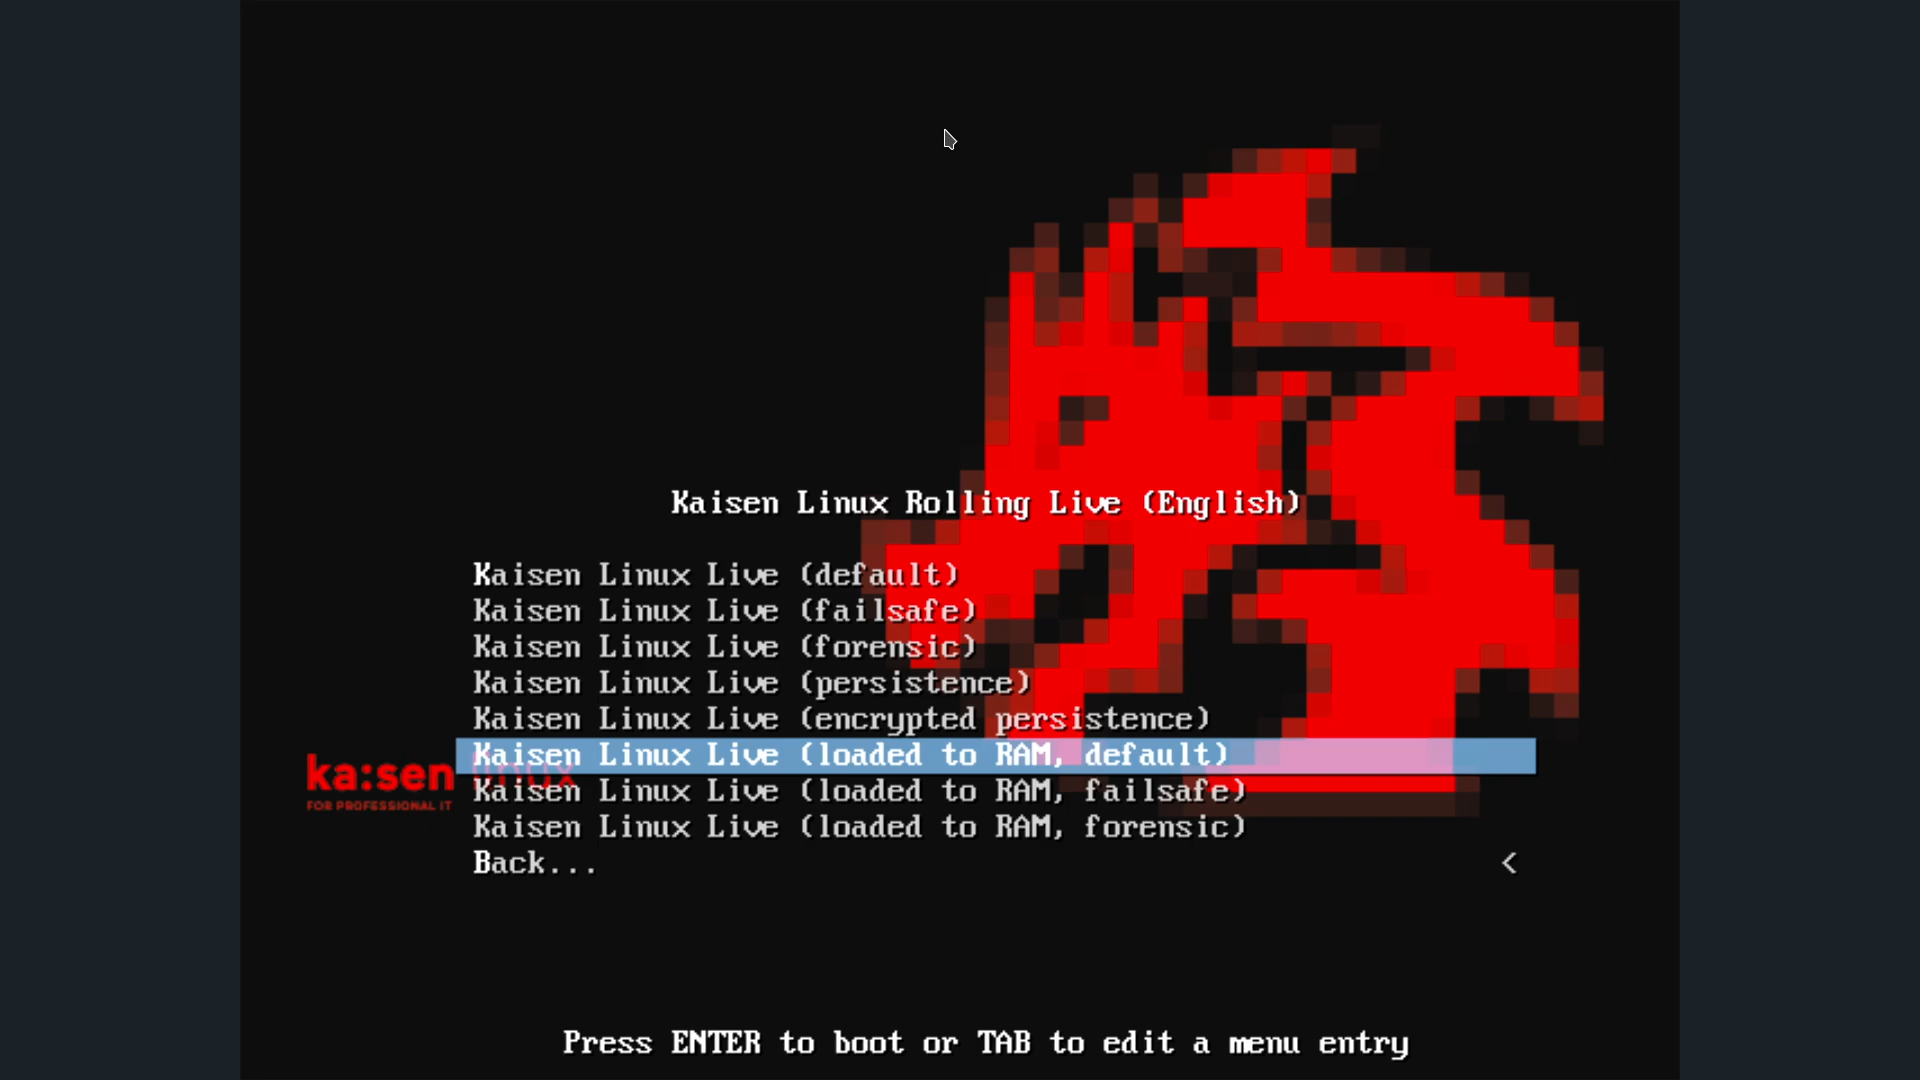 Kaisen Linux Rolling Live (English)
Kaisen Linux Live (default)
Kaisen Linux Live (failsafe)
Kaisen Linux Live (forensic)
Kaisen Linux Live (persistence)
Kaisen Linux Live (encrypted persistence)
Kaisen Linux Live (loaded to RAM, default)
ka:sen linux
FOR PROFESSIONAL IT
Kaisen Linux Live (loaded to RAM, failsafe)
Kaisen Linux Live (loaded to RAM, forensic)
Back... <
Press ENTER to boot or TAB to edit a menu entry